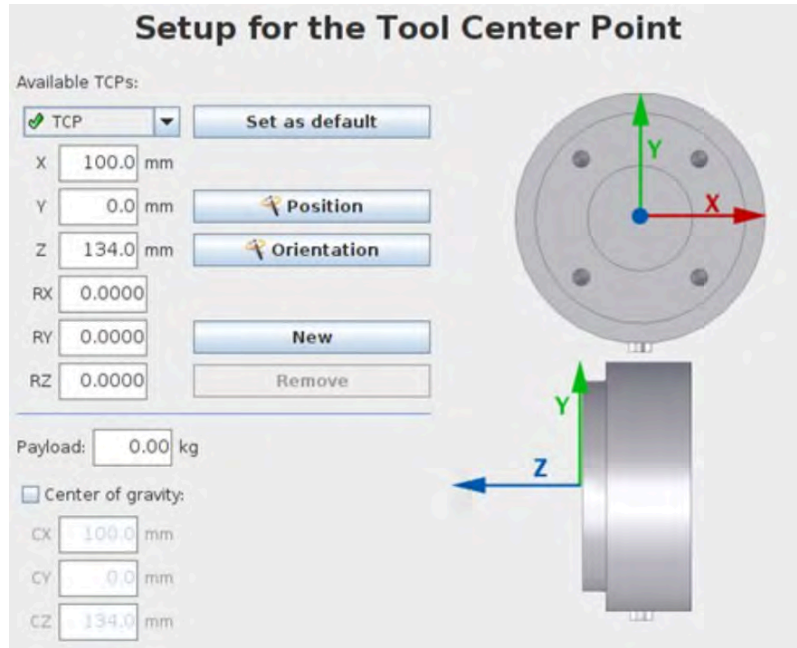 Setup for the Tool Center Point
Available TCPs:
TCP
Set as default
X 100.0 mm
Y 0.0 mm
Position
Z 134.0 mm
Orientation
RX 0.0000
RY 0.0000
New
RZ 0.0000
Remove
Payload: 0.00 kg
Center of gravity:
CX 100.0 mm
CY 0.0 mm
CZ 134.0 mm
Y
X
Y
Z